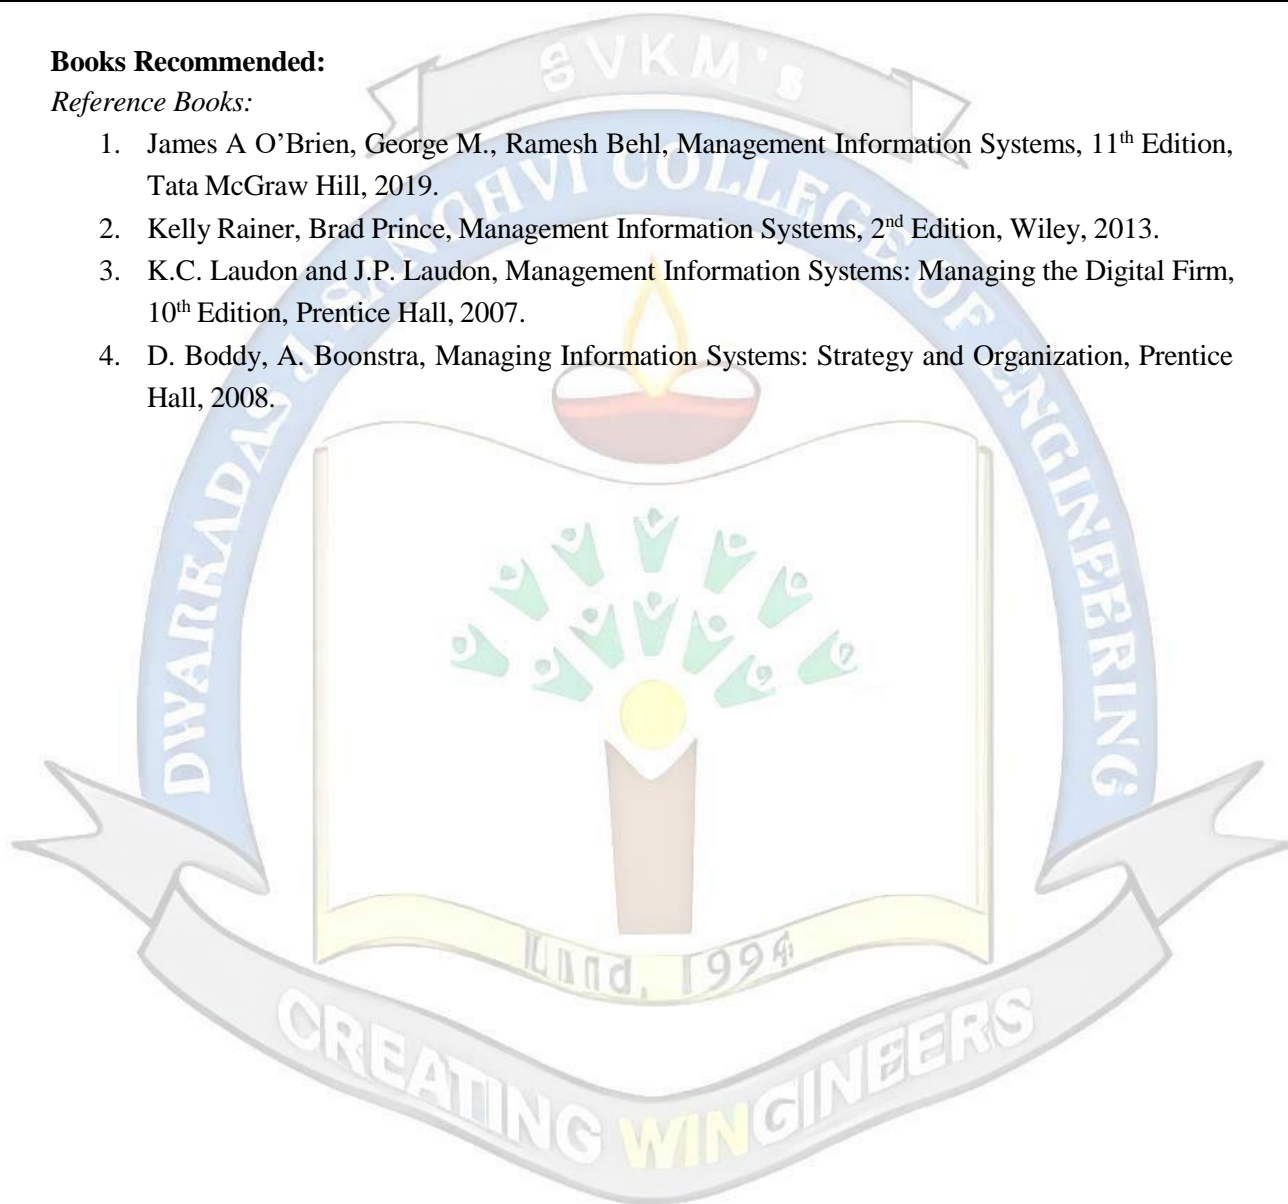 Books Recommended:
Reference Books:
1. James A O’Brien, George M., Ramesh Behl, Management Information Systems, 11th Edition,
Tata McGraw Hill, 2019.
2. Kelly Rainer, Brad Prince, Management Information Systems, 2nd Edition, Wiley, 2013.
3. K.C. Laudon and J.P. Laudon, Management Information Systems: Managing the Digital Firm,
10th Edition, Prentice Hall, 2007.
4. D. Boddy, A. Boonstra, Managing Information Systems: Strategy and Organization, Prentice
Hall, 2008.
SVKM's
DWARKADAS J. SANGHVI COLLEGE OF ENGINEERING
1994
CREATING WINGINEERS